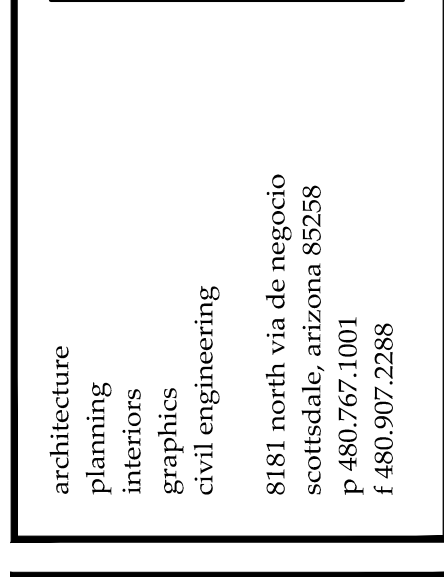 architecture
planning
interiors
graphics
civil engineering
8181 north via de negocio
scottsdale, arizona 85258
p 480.767.1001
f 480.907.2288